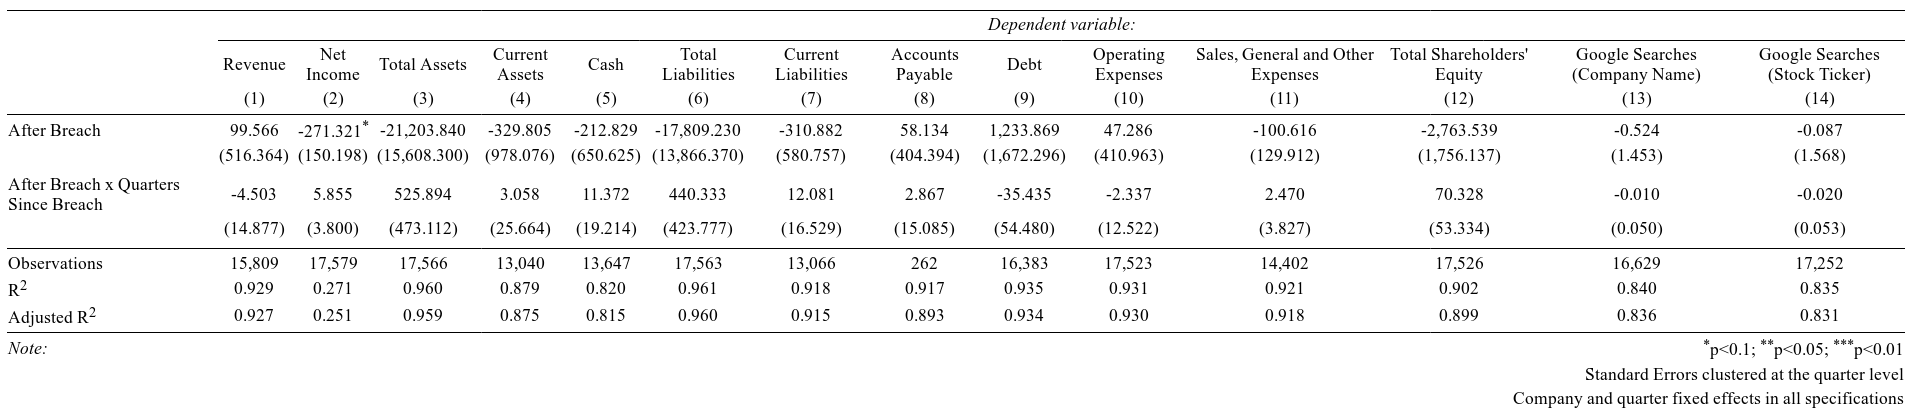 Dependent variable:
Revenue Net Income Total Assets Current Assets Cash Total Liabilities Current Liabilities Accounts Payable Debt Operating Expenses Sales, General and Other Expenses Total Shareholders' Equity Google Searches (Company Name) Google Searches (Stock Ticker)
(1) (2) (3) (4) (5) (6) (7) (8) (9) (10) (11) (12) (13) (14)
After Breach 99.566 -271.321* -21,203.840 -329.805 -212.829 -17,809.230 -310.882 58.134 1,233.869 47.286 -100.616 -2,763.539 -0.524 -0.087
(516.364) (150.198) (15,608.300) (978.076) (650.625) (13,866.370) (580.757) (404.394) (1,672.296) (410.963) (129.912) (1,756.137) (1.453) (1.568)
After Breach x Quarters Since Breach -4.503 5.855 525.894 3.058 11.372 440.333 12.081 2.867 -35.435 -2.337 2.470 70.328 -0.010 -0.020
(14.877) (3.800) (473.112) (25.664) (19.214) (423.777) (16.529) (15.085) (54.480) (12.522) (3.827) (53.334) (0.050) (0.053)
Observations 15,809 17,579 17,566 13,040 13,647 17,563 13,066 262 16,383 17,523 14,402 17,526 16,629 17,252
R2 0.929 0.271 0.960 0.879 0.820 0.961 0.918 0.917 0.935 0.931 0.921 0.902 0.840 0.835
Adjusted R2 0.927 0.251 0.959 0.875 0.815 0.960 0.915 0.893 0.934 0.930 0.918 0.899 0.836 0.831
Note: *p<0.1; **p<0.05; ***p<0.01
Standard Errors clustered at the quarter level
Company and quarter fixed effects in all specifications